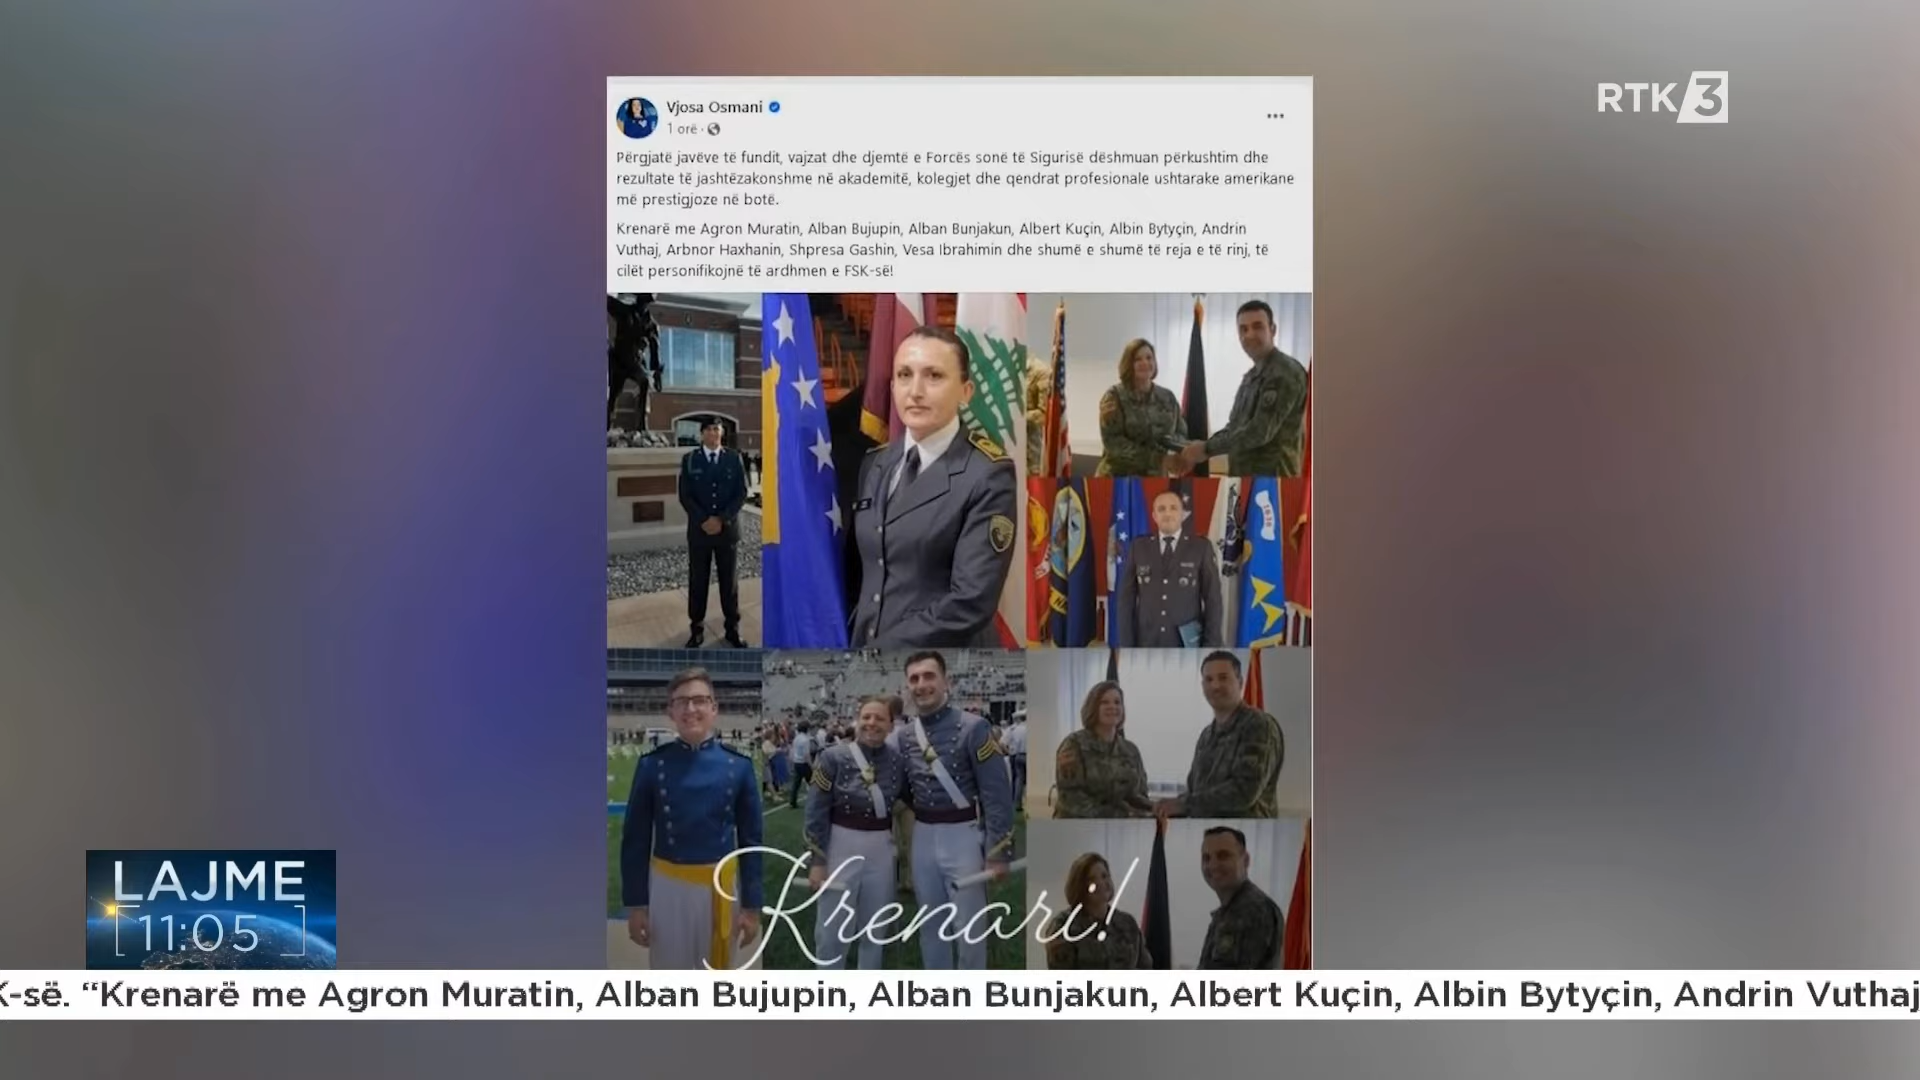 RTK 3
Vjosa Osmani
1 orë ·
Përgjatë javëve të fundit, vajzat dhe djemtë e Forcës sonë të Sigurisë dëshmuan përkushtim dhe
rezultate të jashtëzakonshme në akademitë, kolegjet dhe qendrat profesionale ushtarake amerikane
më prestigjoze në botë.
Krenarë me Agron Muratin, Alban Bujupin, Alban Bunjakun, Albert Kuçin, Albin Bytyçin, Andrin
Vuthaj, Arbnor Haxhanin, Shpresa Gashin, Vesa Ibrahimin dhe shumë e shumë të reja e të rinj, të
cilët personifikojnë të ardhmen e FSK-së!
1636
Krenari!
LAJME
[11:05]
K-së. “Krenarë me Agron Muratin, Alban Bujupin, Alban Bunjakun, Albert Kuçin, Albin Bytyçin, Andrin Vuthaj